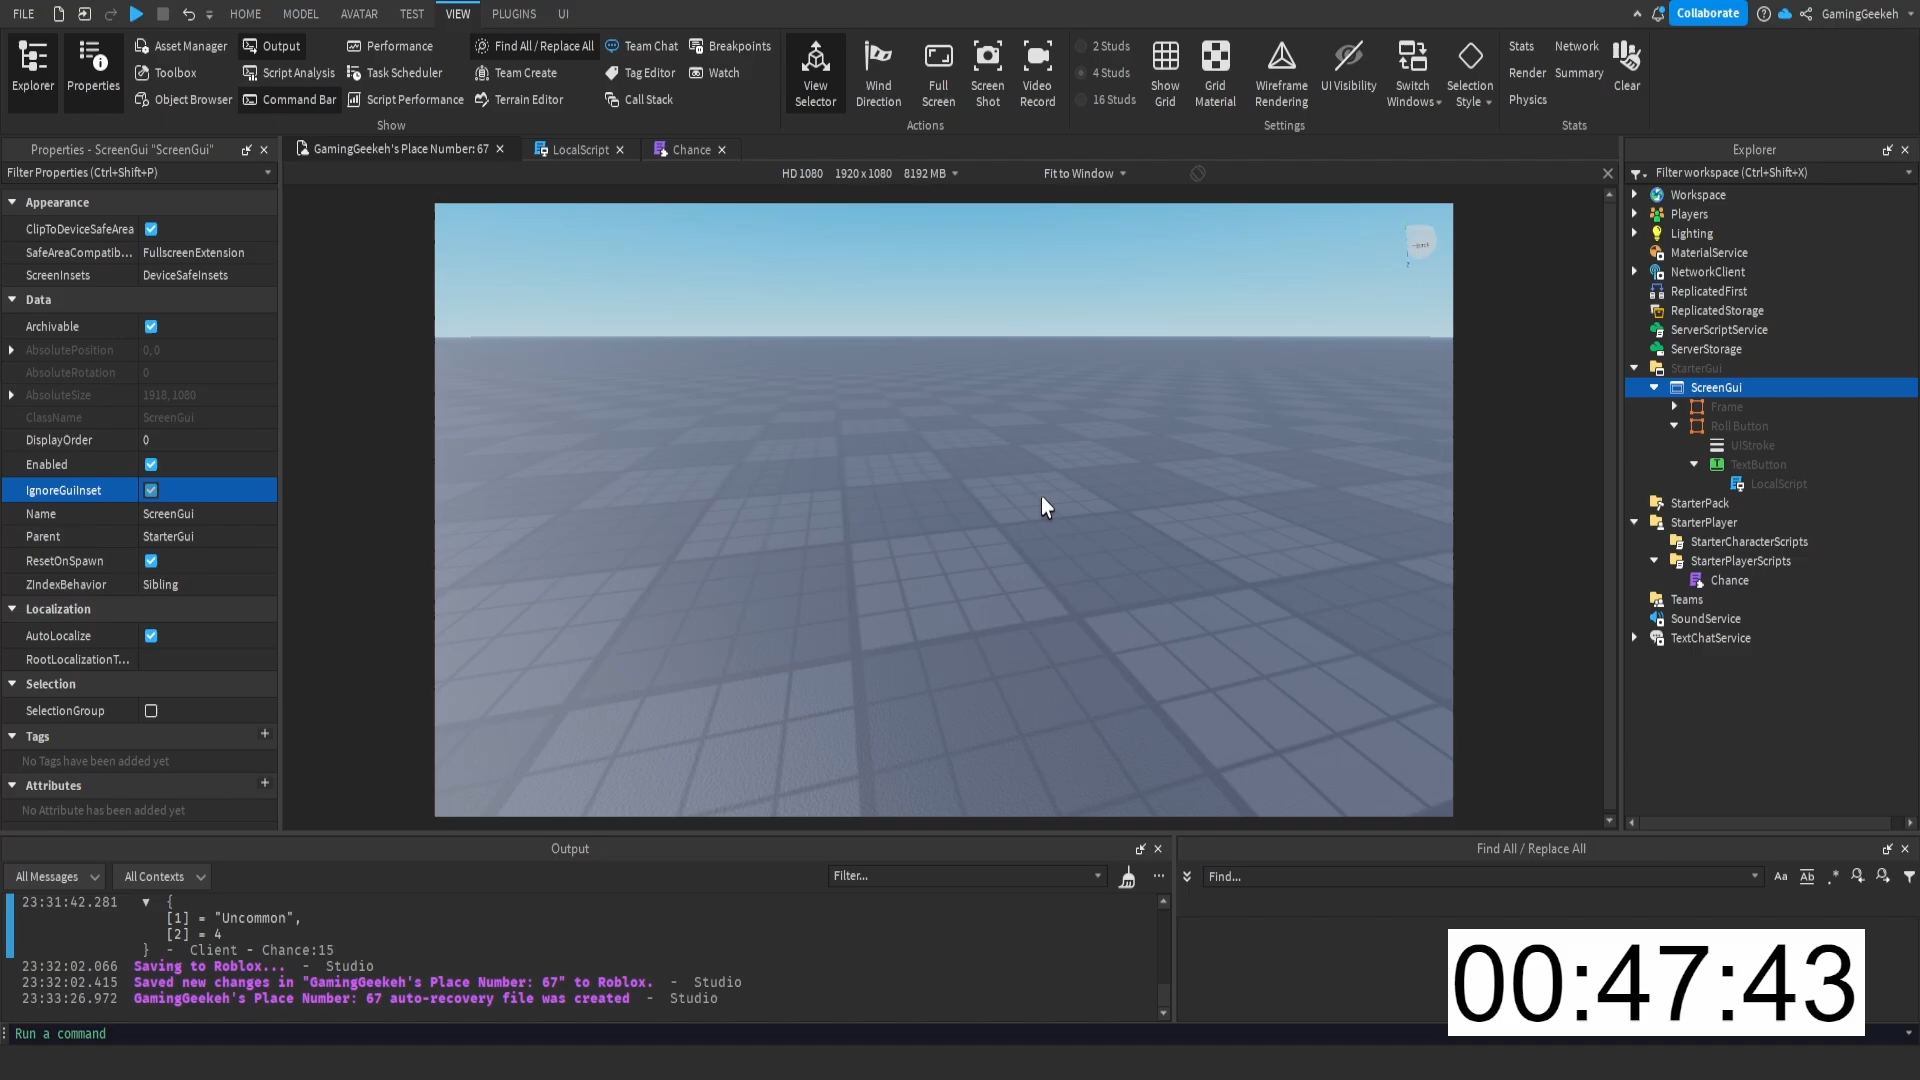 FILE HOME MODEL AVATAR TEST VIEW PLUGINS UI Collaborate GamingGeekeh
Explorer
Properties
Asset Manager
Toolbox
Object Browser
Output
Script Analysis
Command Bar
Performance
Task Scheduler
Script Performance
Find All / Replace All
Team Create
Terrain Editor
Team Chat
Tag Editor
Call Stack
Breakpoints
Watch
Show
View
Selector
Wind
Direction
Full
Screen
Screen
Shot
Video
Record
Actions
2 Studs
4 Studs
16 Studs
Show
Grid
Grid
Material
Wireframe
Rendering
UI Visibility
Switch
Windows
Selection
Style
Settings
Stats
Network
Render
Summary
Physics
Clear
Stats
Properties - ScreenGui "ScreenGui"
Filter Properties (Ctrl+Shift+P)
Appearance
ClipToDeviceSafeArea
SafeAreaCompatib... FullscreenExtension
ScreenInsets DeviceSafeInsets
Data
Archivable
AbsolutePosition 0, 0
AbsoluteRotation 0
AbsoluteSize 1918, 1080
ClassName ScreenGui
DisplayOrder 0
Enabled
IgnoreGuiInset
Name ScreenGui
Parent StarterGui
ResetOnSpawn
ZIndexBehavior Sibling
Localization
AutoLocalize
RootLocalizationT...
Selection
SelectionGroup
Tags
No Tags have been added yet
Attributes
No Attribute has been added yet
GamingGeekeh's Place Number: 67 LocalScript Chance
HD 1080 1920 x 1080 8192 MB Fit to Window
Explorer
Filter workspace (Ctrl+Shift+X)
Workspace
Players
Lighting
MaterialService
NetworkClient
ReplicatedFirst
ReplicatedStorage
ServerScriptService
ServerStorage
StarterGui
ScreenGui
Frame
Roll Button
UIStroke
TextButton
LocalScript
StarterPack
StarterPlayer
StarterCharacterScripts
StarterPlayerScripts
Chance
Teams
SoundService
TextChatService
Output
All Messages All Contexts Filter...
23:31:42.281 ▼ {
[1] = "Uncommon",
[2] = 4
} - Client - Chance:15
23:32:02.066 Saving to Roblox... - Studio
23:32:02.415 Saved new changes in "GamingGeekeh's Place Number: 67" to Roblox. - Studio
23:33:26.972 GamingGeekeh's Place Number: 67 auto-recovery file was created - Studio
Run a command
Find All / Replace All
Find... Aa Ab .*
00:47:43